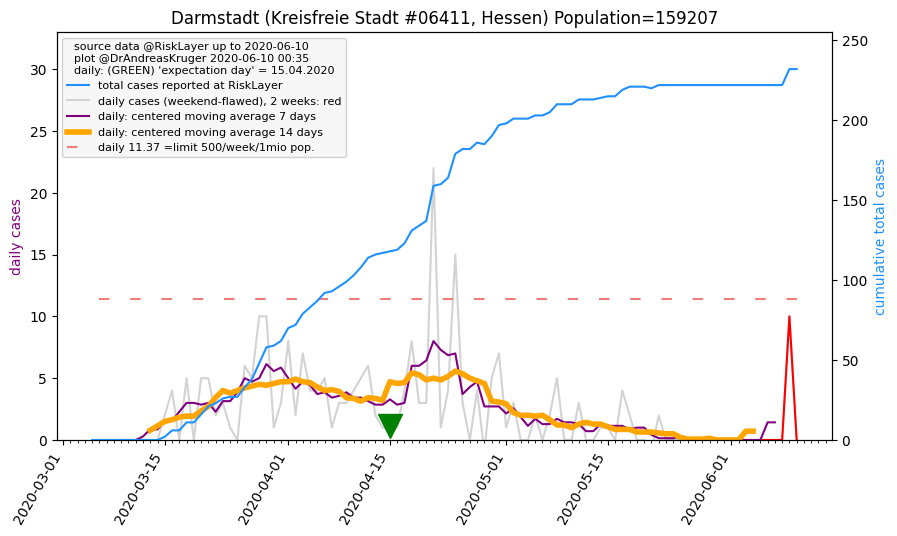 Darmstadt (Kreisfreie Stadt #06411, Hessen) Population=159207
source data @RiskLayer up to 2020-06-10
plot @DrAndreasKruger 2020-06-10 00:35
daily: (GREEN) 'expectation day' = 15.04.2020
total cases reported at RiskLayer
daily cases (weekend-flawed), 2 weeks: red
daily: centered moving average 7 days
daily: centered moving average 14 days
daily 11.37 =limit 500/week/1mio pop.
daily cases
30
25
20
15
10
5
0
cumulative total cases
250
200
150
100
50
0
2020-03-01
2020-03-15
2020-04-01
2020-04-15
2020-05-01
2020-05-15
2020-06-01